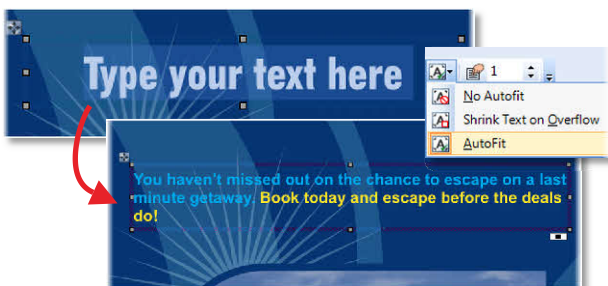 Type your text here
1
No Autofit
Shrink Text on Overflow
AutoFit
You haven't missed out on the chance to escape on a last
minute getaway. Book today and escape before the deals
do!